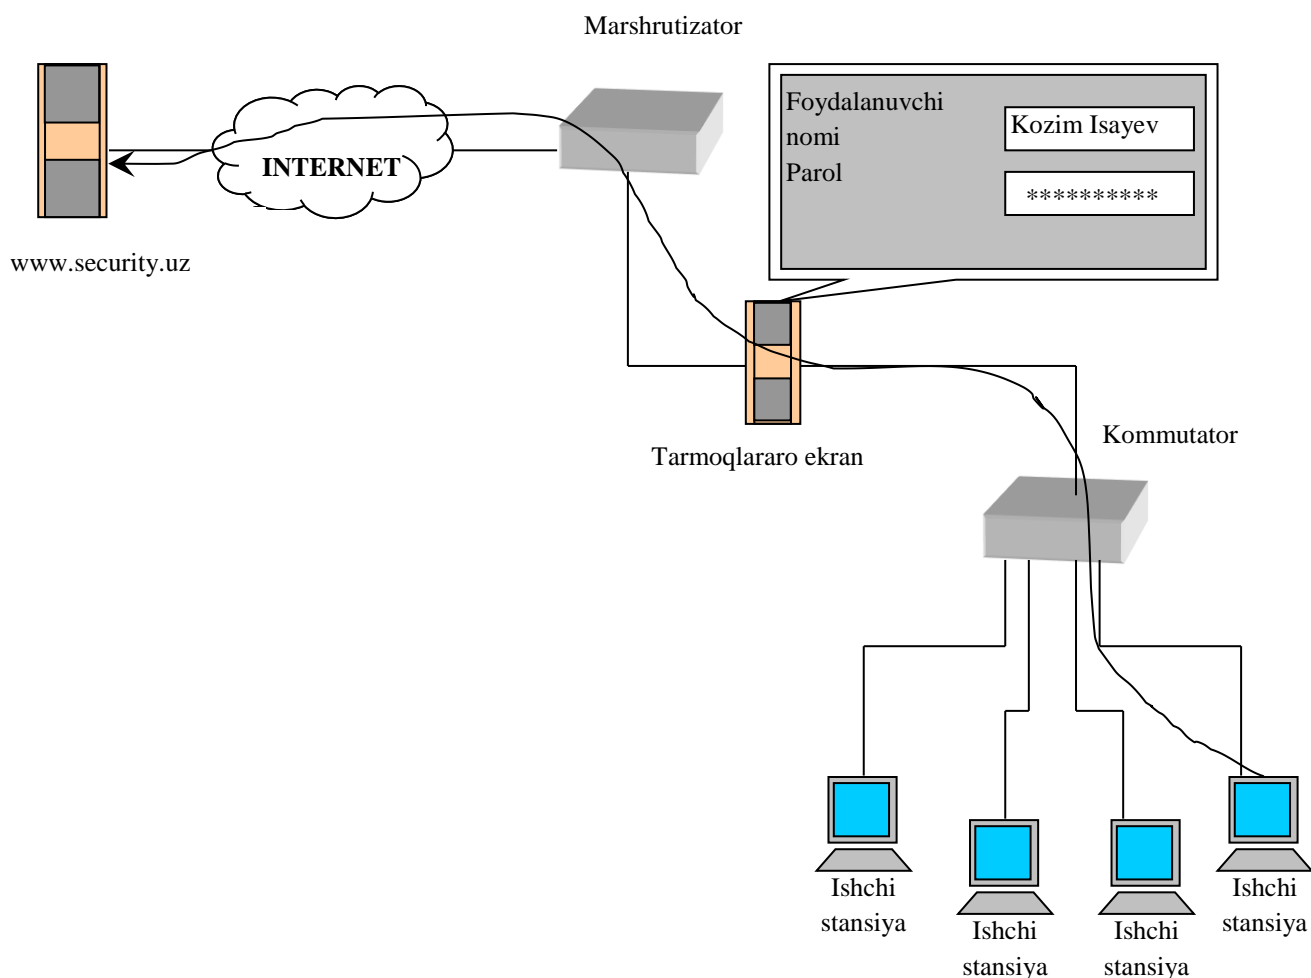 Marshrutizator
Foydalanuvchi
nomi
Parol
Kozim Isayev
**********
INTERNET
www.security.uz
Tarmoqlararo ekran
Kommutator
Ishchi
stansiya
Ishchi
stansiya
Ishchi
stansiya
Ishchi
stansiya